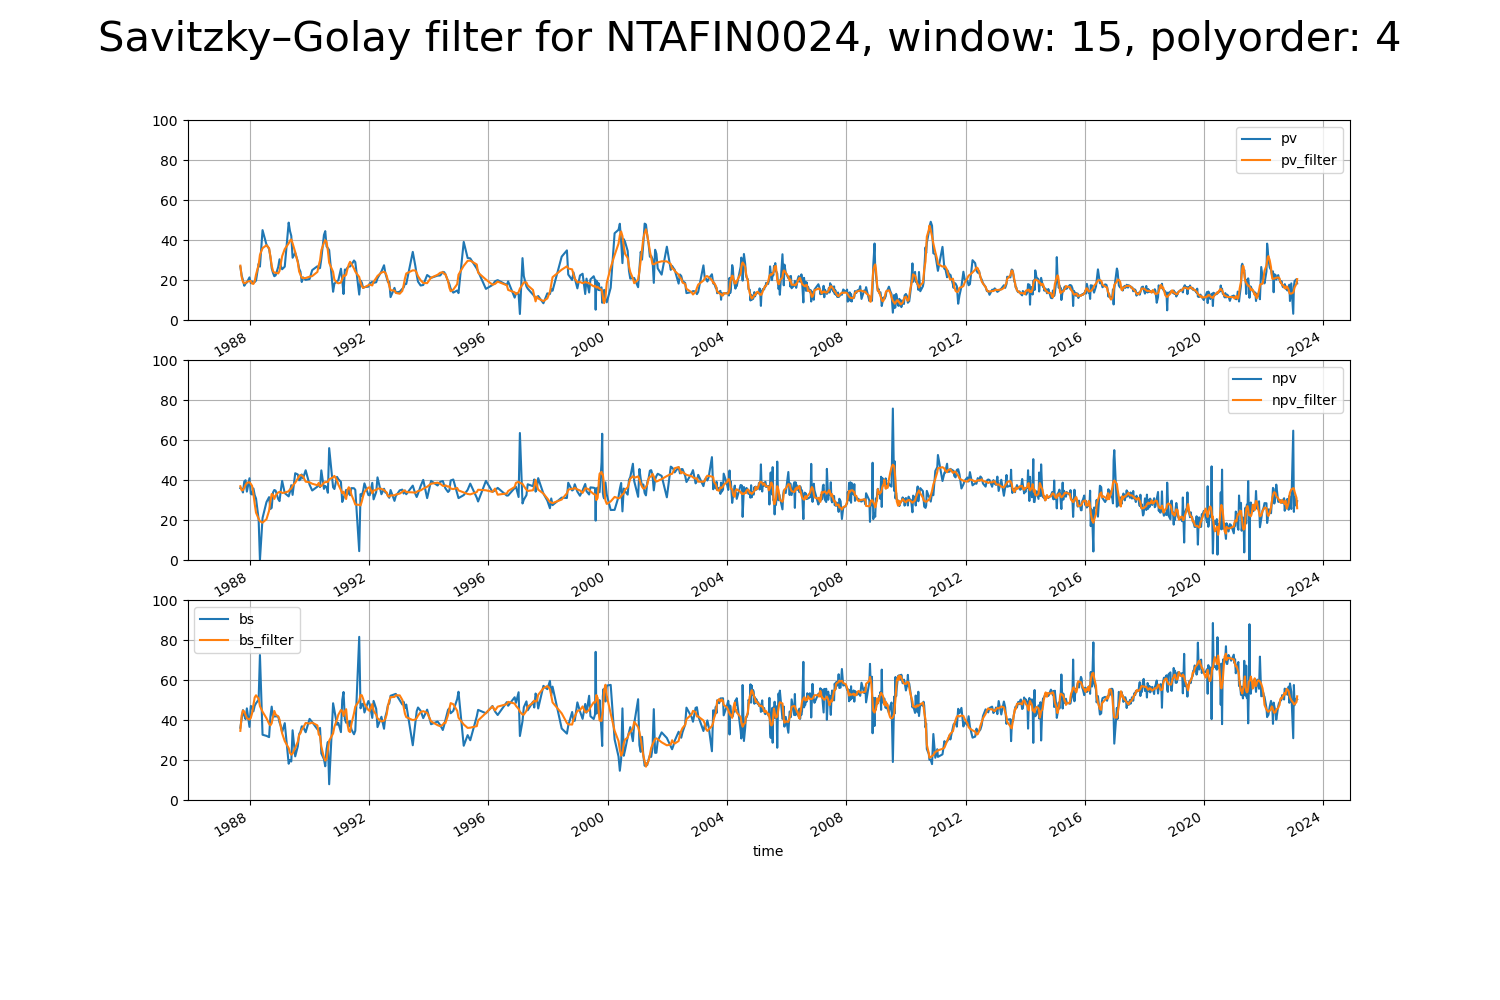 Savitzky–Golay filter for NTAFIN0024, window: 15, polyorder: 4
100
80
60
40
20
0
pv
pv_filter
1988 1992 1996 2000 2004 2008 2012 2016 2020 2024
100
80
60
40
20
0
npv
npv_filter
1988 1992 1996 2000 2004 2008 2012 2016 2020 2024
100
80
60
40
20
0
bs
bs_filter
1988 1992 1996 2000 2004 2008 2012 2016 2020 2024
time